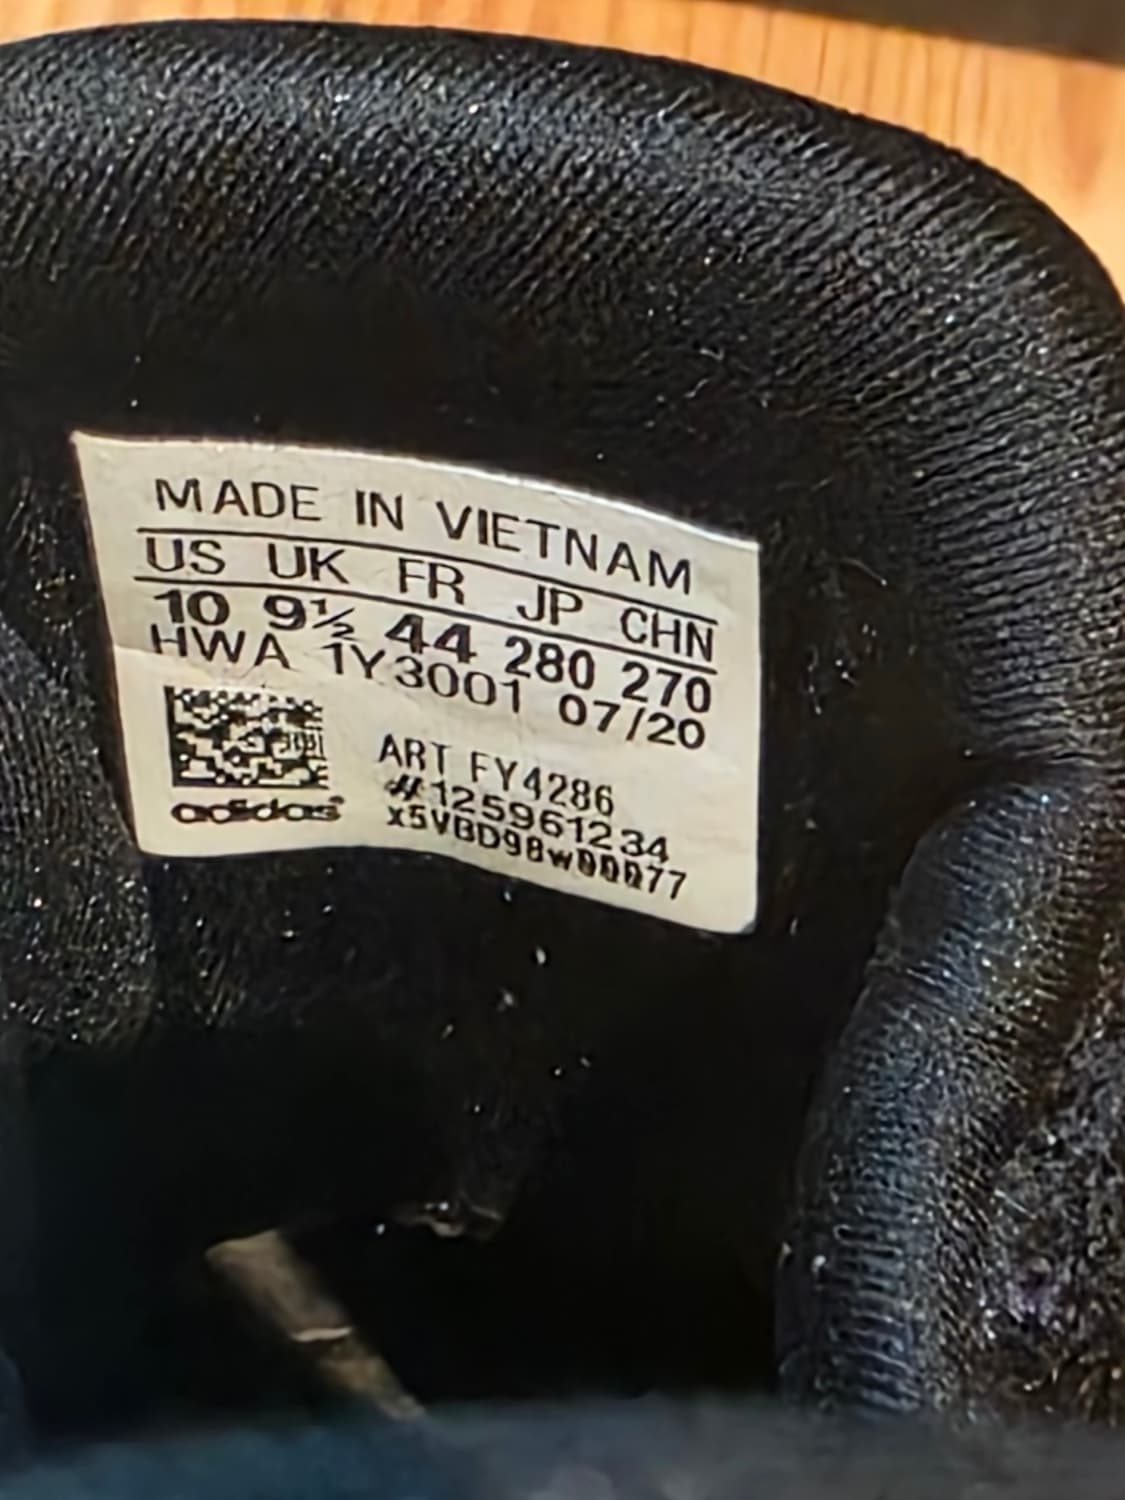 MADE IN VIETNAM
US UK FR JP CHN
10 9½ 44 280 270
HWA 1Y3001 07/20
ART FY4286
#125961234
x5VBD98w00077
adidas